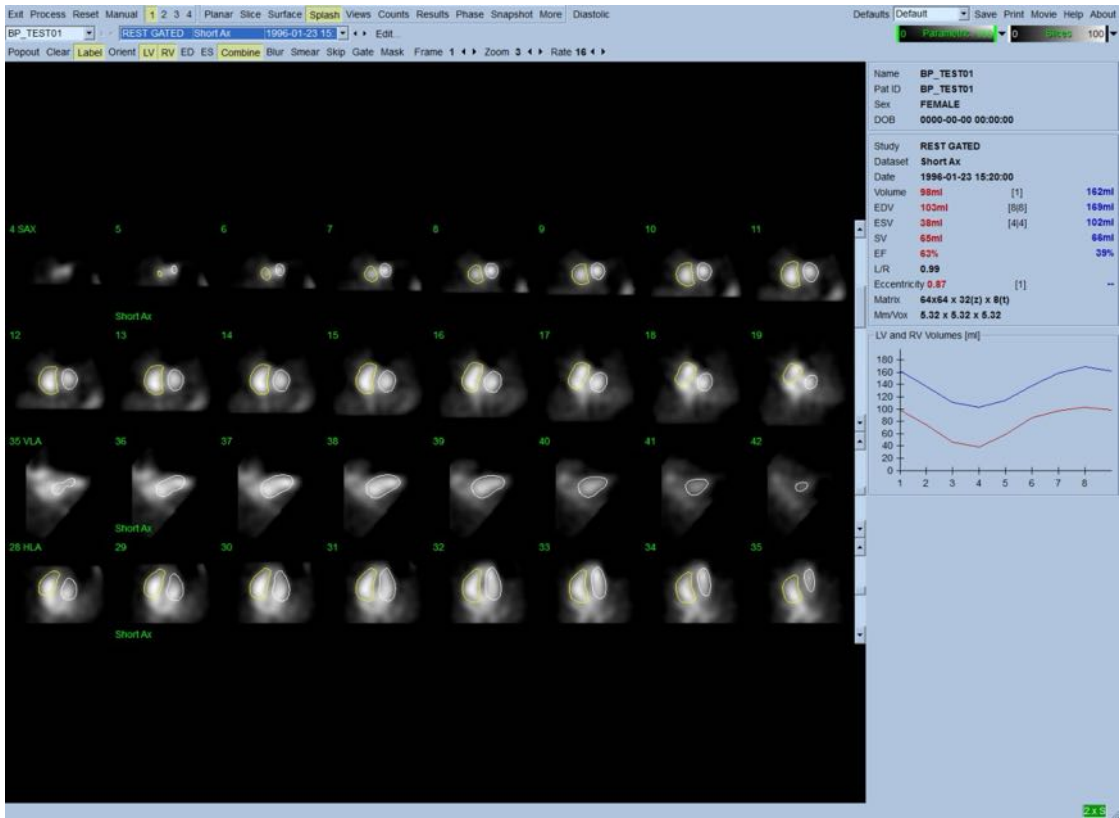 Exit Process Reset Manual 1 2 3 4 Planar Slice Surface Splash Views Counts Results Phase Snapshot More Diastolic Defaults Default Save Print Movie Help About
BP_TEST01 REST GATED Short Ax 1996-01-23 15: Edit... 0 Parametric 100 0 Slices 100
Popout Clear Label Orient LV RV ED ES Combine Blur Smear Skip Gate Mask Frame 1 Zoom 3 Rate 16
Name BP_TEST01
Pat ID BP_TEST01
Sex FEMALE
DOB 0000-00-00 00:00:00
Study REST GATED
Dataset Short Ax
Date 1996-01-23 15:20:00
Volume 98ml [1] 162ml
EDV 103ml [8|8] 169ml
ESV 38ml [4|4] 102ml
SV 65ml 66ml
EF 63% 39%
L/R 0.99
Eccentricity 0.87 [1] --
Matrix 64x64 x 32(z) x 8(t)
Mm/Vox 5.32 x 5.32 x 5.32
LV and RV Volumes [ml]
180
160
140
120
100
80
60
40
20
0
1 2 3 4 5 6 7 8
4 SAX 5 6 7 8 9 10 11
Short Ax
12 13 14 15 16 17 18 19
35 VLA 36 37 38 39 40 41 42
Short Ax
28 HLA 29 30 31 32 33 34 35
Short Ax
2 x S